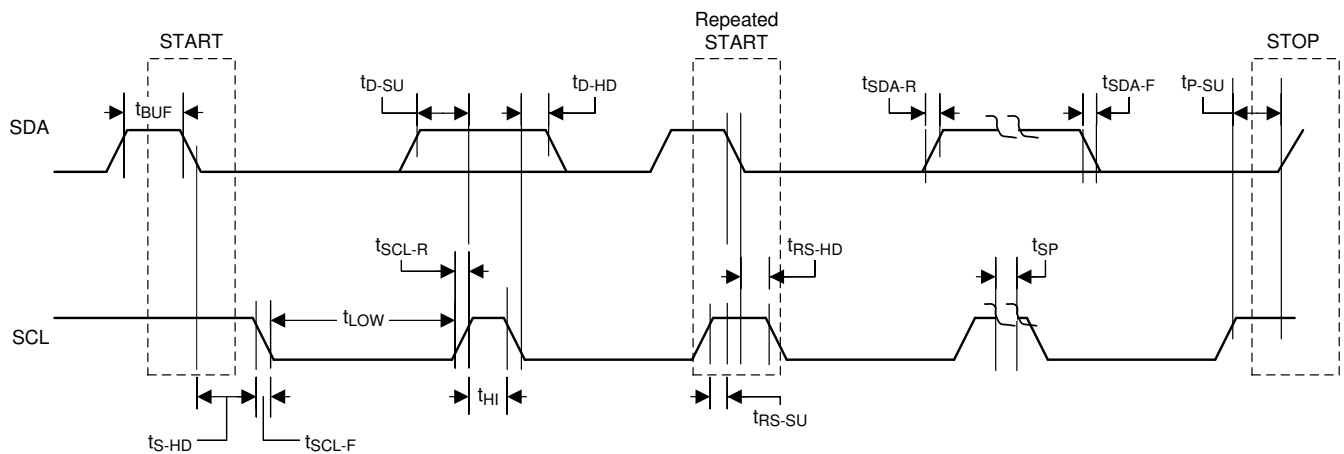 Repeated
START
START
STOP
tD-SU
tD-HD
tSDA-R
tSDA-F
tP-SU
tBUF
SDA
tSCL-R
tRS-HD
tSP
tLOW
SCL
tHI
tRS-SU
tS-HD
tSCL-F